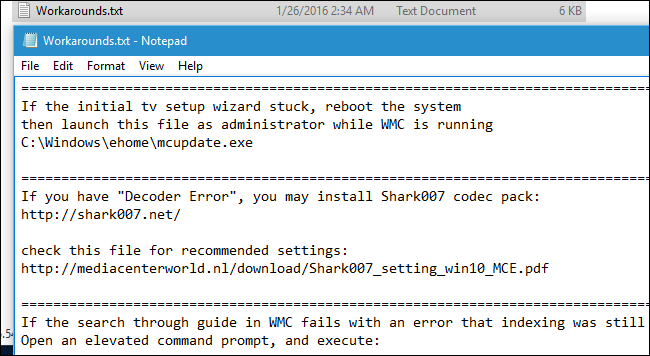 Workarounds.txt 1/26/2016 2:34 AM Text Document 6 KB
Workarounds.txt - Notepad
File Edit Format View Help
================================================================================
If the initial tv setup wizard stuck, reboot the system
then launch this file as administrator while WMC is running
C:\Windows\ehome\mcupdate.exe
================================================================================
If you have "Decoder Error", you may install Shark007 codec pack:
http://shark007.net/
check this file for recommended settings:
http://mediacenterworld.nl/download/Shark007_setting_win10_MCE.pdf
================================================================================
If the search through guide in WMC fails with an error that indexing was still
Open an elevated command prompt, and execute: